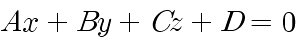 Ax + By + Cz + D = 0